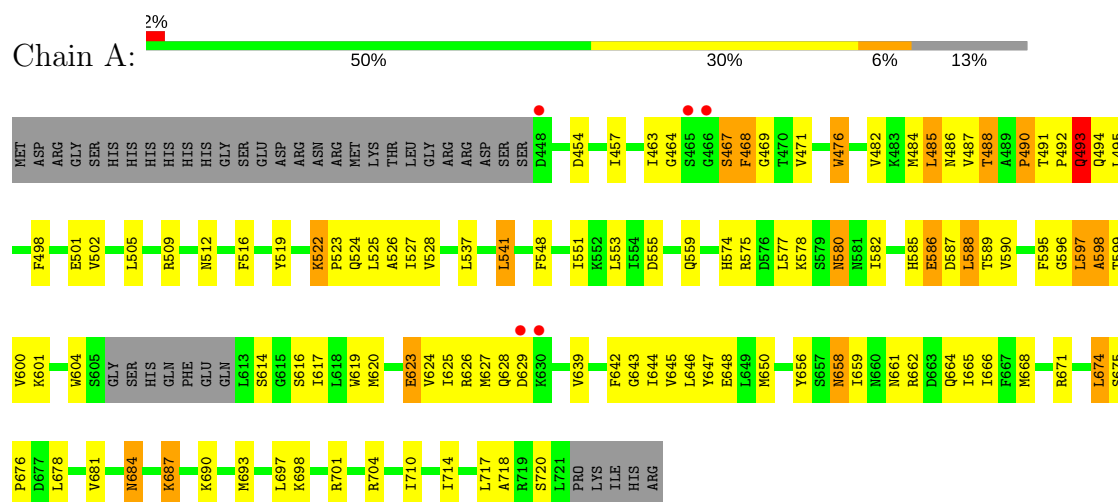 2%
Chain A:
50% 30% 6% 13%
MET ASP ARG GLY SER HIS HIS HIS HIS HIS HIS GLY SER GLU ASP ARG ASN ARG MET LYS THR LEU GLY ARG ARG ASP SER SER D448 D454 I457 I463 G464 S465 G466 S467 F468 G469 T470 V471 W476 V482 K483 M484 L485 N486 V487 T488 A489 P490 T491 P492 Q493 Q494 L495
F498 E501 V502 L505 R509 N512 F516 Y519 K522 P523 Q524 L525 A526 I527 V528 L537 L541 F548 I551 K552 L553 I554 D555 Q559 H574 R575 D576 L577 K578 S579 N580 N581 I582 H585 E586 D587 L588 T589 V590 F595 G596 L597 A598 T599
V600 K601 W604 S605 GLY SER HIS GLN PHE GLU GLN L613 S614 G615 S616 I617 L618 W619 M620 E623 V624 I625 R626 M627 Q628 D629 K630 V639 F642 G643 I644 V645 L646 Y647 E648 L649 M650 Y656 S657 N658 I659 N660 N661 R662 D663 Q664 I665 I666 F667 M668 R671 L674 S675
P676 D677 L678 V681 N684 K687 K690 M693 L697 K698 R701 R704 I710 I714 L717 A718 R719 S720 L721 PRO LYS ILE HIS ARG